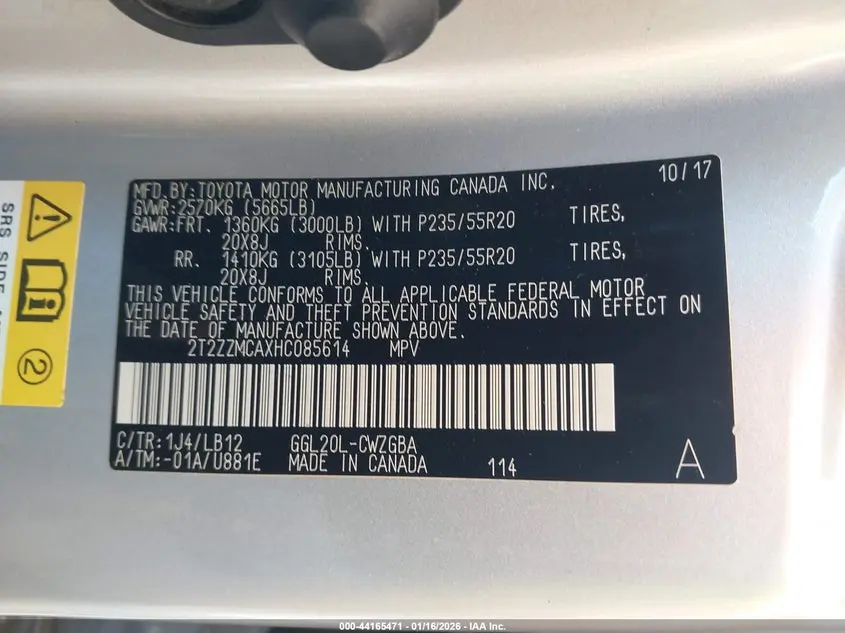 MFD.BY:TOYOTA MOTOR MANUFACTURING CANADA INC. 10/17
GVWR:2570KG (5665LB)
GAWR:FRT. 1360KG (3000LB) WITH P235/55R20 TIRES,
20X8J RIMS.
RR. 1410KG (3105LB) WITH P235/55R20 TIRES,
20X8J RIMS.
THIS VEHICLE CONFORMS TO ALL APPLICABLE FEDERAL MOTOR
VEHICLE SAFETY AND THEFT PREVENTION STANDARDS IN EFFECT ON
THE DATE OF MANUFACTURE SHOWN ABOVE.
2T2ZZMCAXHC085614 MPV
C/TR:1J4/LB12 GGL20L-CWZGBA
A/TM:-01A/U881E MADE IN CANADA 114 A
SRS SIDE
2
000-44165471 - 01/16/2026 - IAA Inc.